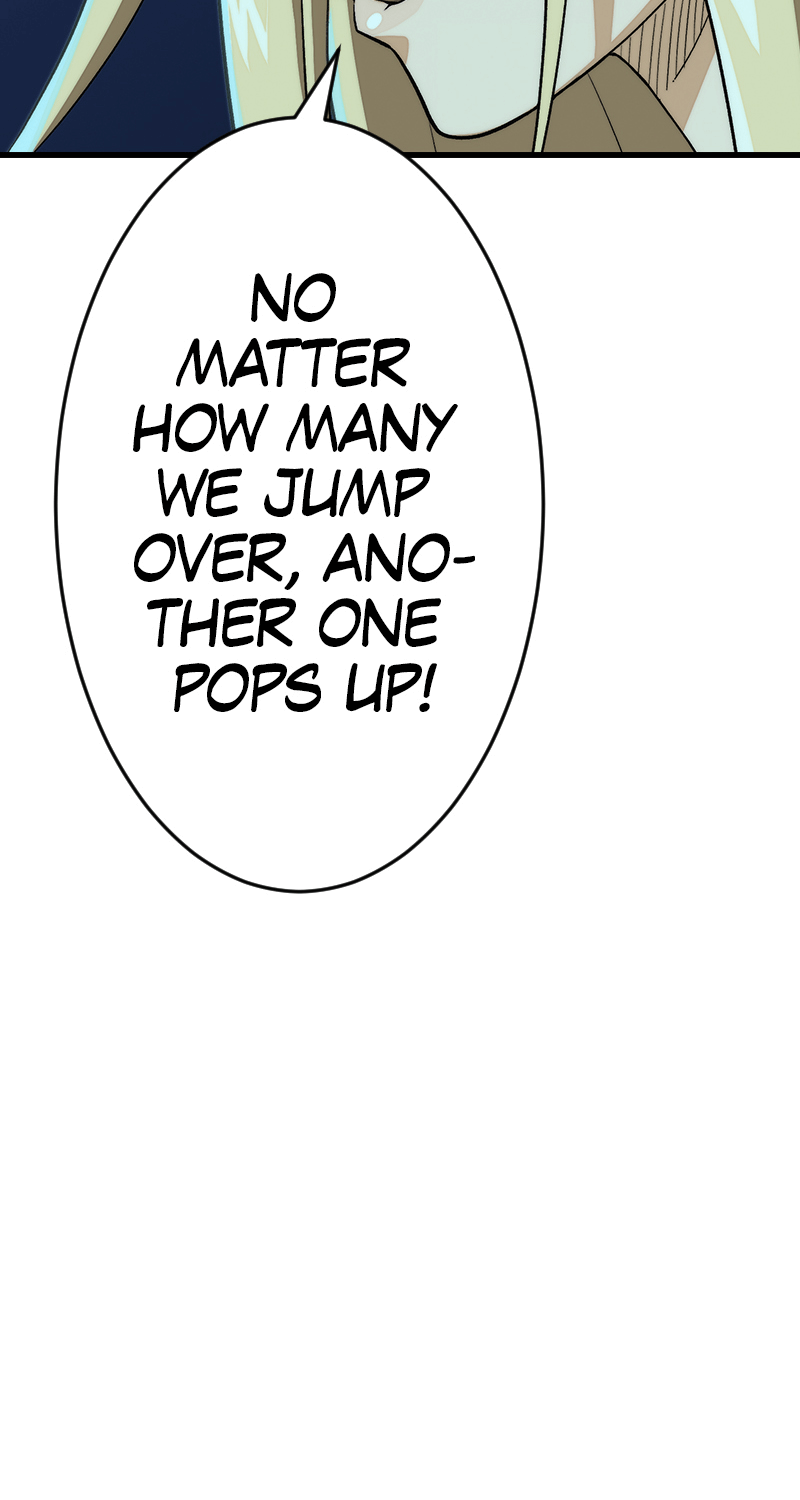 NO
MATTER
HOW MANY
WE JUMP
OVER, ANO-
THER ONE
POPS UP!